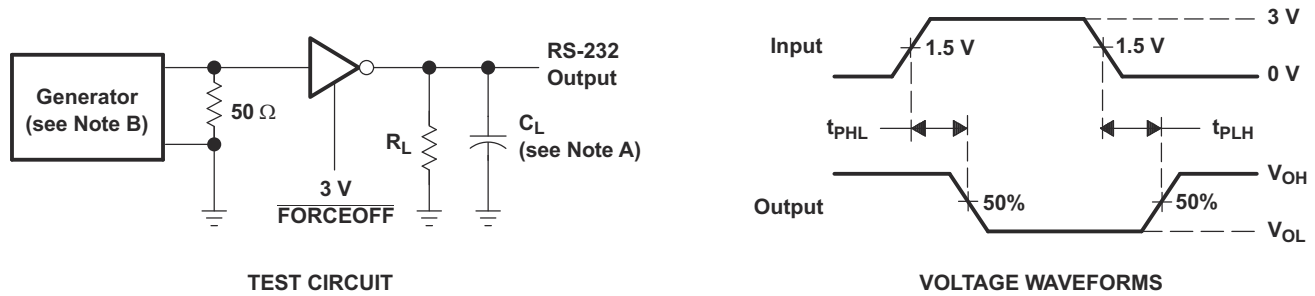 Generator
(see Note B)
50 Ω
3 V
FORCEOFF
R_L
C_L
(see Note A)
RS-232
Output
TEST CIRCUIT
Input
1.5 V
1.5 V
3 V
0 V
t_PHL
t_PLH
Output
50%
50%
V_OH
V_OL
VOLTAGE WAVEFORMS